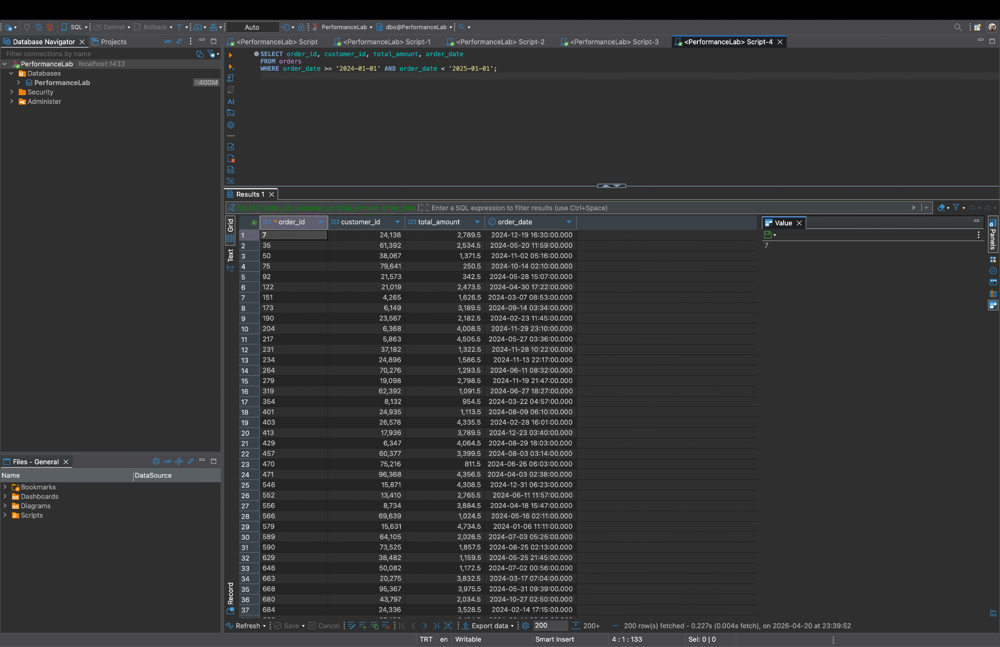 SQL Commit Rollback T Auto PerformanceLab dbo@PerformanceLab
Database Navigator Projects
Filter connections by name
PerformanceLab localhost:1433
Databases
PerformanceLab 400M
Security
Administer
<PerformanceLab> Script <PerformanceLab> Script-1 <PerformanceLab> Script-2 <PerformanceLab> Script-3 <PerformanceLab> Script-4
SELECT order_id, customer_id, total_amount, order_date
FROM orders
WHERE order_date >= '2024-01-01' AND order_date < '2025-01-01';
AI
Results 1
SELECT order_id, customer_id, total_amount, order_date Enter a SQL expression to filter results (use Ctrl+Space)
Grid
Text
Record
123 order_id 123 customer_id 123 total_amount order_date
1 7 24,138 2,789.5 2024-12-19 16:30:00.000
2 35 61,392 2,534.5 2024-05-20 11:59:00.000
3 50 38,067 1,371.5 2024-11-02 05:16:00.000
4 75 79,641 250.5 2024-10-14 02:10:00.000
5 92 21,573 342.5 2024-05-28 15:07:00.000
6 122 21,019 2,473.5 2024-04-30 17:22:00.000
7 151 4,265 1,626.5 2024-03-07 08:53:00.000
8 173 6,149 3,189.5 2024-09-14 03:34:00.000
9 190 23,567 2,182.5 2024-02-23 11:45:00.000
10 204 6,368 4,008.5 2024-11-29 23:10:00.000
11 217 5,863 4,505.5 2024-05-27 03:36:00.000
12 231 37,182 1,322.5 2024-11-28 10:22:00.000
13 234 24,896 1,586.5 2024-11-13 22:17:00.000
14 264 70,276 1,293.5 2024-06-11 08:32:00.000
15 279 19,098 2,798.5 2024-11-19 21:47:00.000
16 319 62,392 1,091.5 2024-06-27 18:27:00.000
17 354 8,132 954.5 2024-03-22 04:57:00.000
18 401 24,935 1,113.5 2024-08-09 06:10:00.000
19 403 26,578 4,335.5 2024-02-28 16:01:00.000
20 413 17,936 3,789.5 2024-12-23 03:40:00.000
21 429 6,347 4,064.5 2024-08-29 18:03:00.000
22 457 60,377 3,399.5 2024-08-03 03:14:00.000
23 470 75,216 811.5 2024-06-26 06:03:00.000
24 471 96,368 4,356.5 2024-04-03 02:38:00.000
25 546 15,871 4,308.5 2024-12-31 06:23:00.000
26 552 13,410 2,765.5 2024-06-11 11:57:00.000
27 556 8,734 3,884.5 2024-04-18 15:47:00.000
28 566 69,639 1,024.5 2024-05-16 02:11:00.000
29 579 15,631 4,734.5 2024-01-06 11:11:00.000
30 589 64,105 2,026.5 2024-07-03 05:25:00.000
31 590 73,525 1,857.5 2024-08-25 02:13:00.000
32 629 38,482 1,159.5 2024-05-25 21:45:00.000
33 646 50,082 1,172.5 2024-07-02 00:56:00.000
34 663 20,275 3,832.5 2024-03-17 07:04:00.000
35 668 95,367 3,975.5 2024-05-31 09:39:00.000
36 680 43,797 2,034.5 2024-10-27 02:50:00.000
37 684 24,336 3,528.5 2024-02-14 17:15:00.000
Value
7
Panels
Files - General
Name DataSource
Bookmarks
Dashboards
Diagrams
Scripts
Refresh Save Cancel Export data 200 200+ ... 200 row(s) fetched - 0.227s (0.004s fetch), on 2026-04-20 at 23:39:52
TRT en Writable Smart Insert 4 : 1 : 133 Sel: 0 | 0